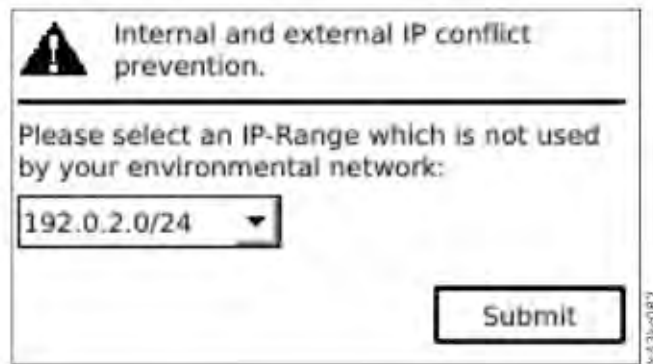 Internal and external IP conflict
prevention.
Please select an IP-Range which is not used
by your environmental network:
192.0.2.0/24
Submit